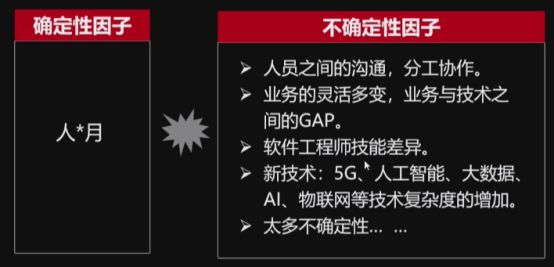 确定性因子
人*月
不确定性因子
➢ 人员之间的沟通，分工协作。
➢ 业务的灵活多变，业务与技术之
间的GAP。
➢ 软件工程师技能差异。
➢ 新技术：5G、人工智能、大数据、
AI、物联网等技术复杂度的增加。
➢ 太多不确定性… …